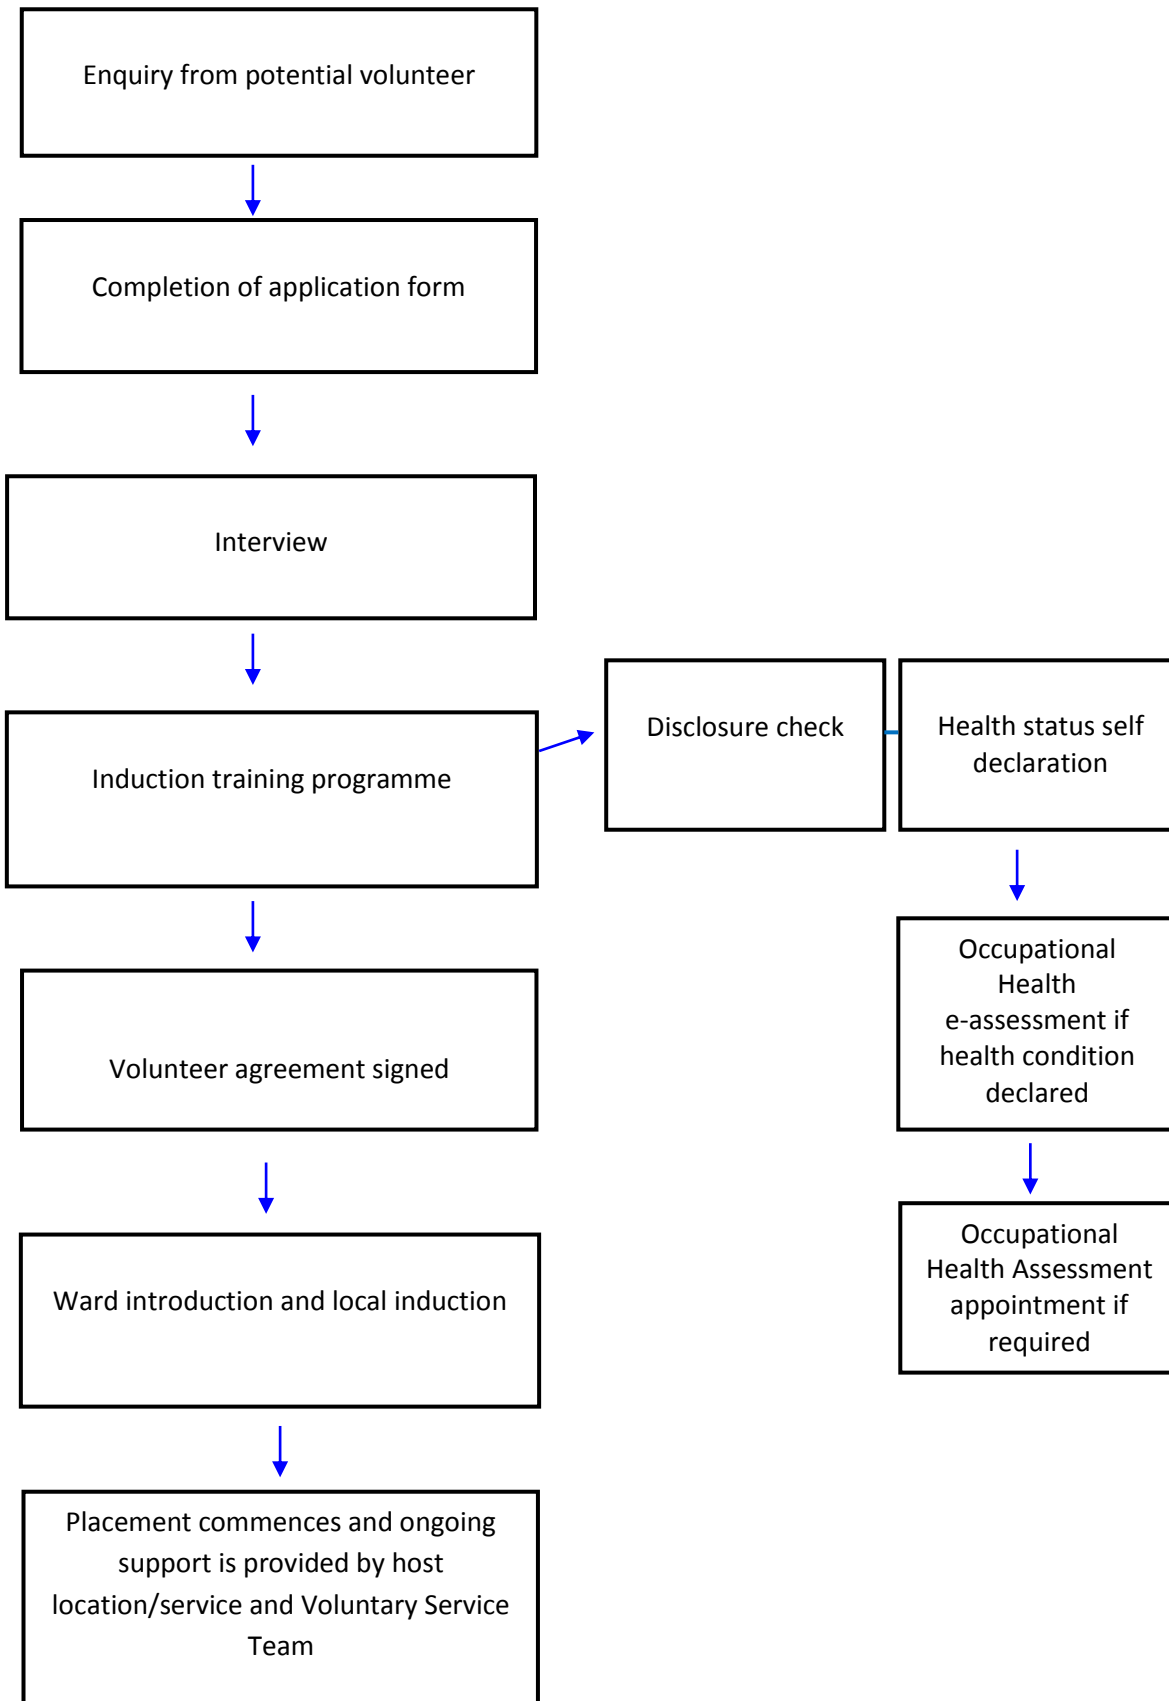 Enquiry from potential volunteer
Completion of application form
Interview
Induction training programme
Disclosure check
Health status self
declaration
Occupational
Health
e-assessment if
health condition
declared
Occupational
Health Assessment
appointment if
required
Volunteer agreement signed
Ward introduction and local induction
Placement commences and ongoing
support is provided by host
location/service and Voluntary Service
Team